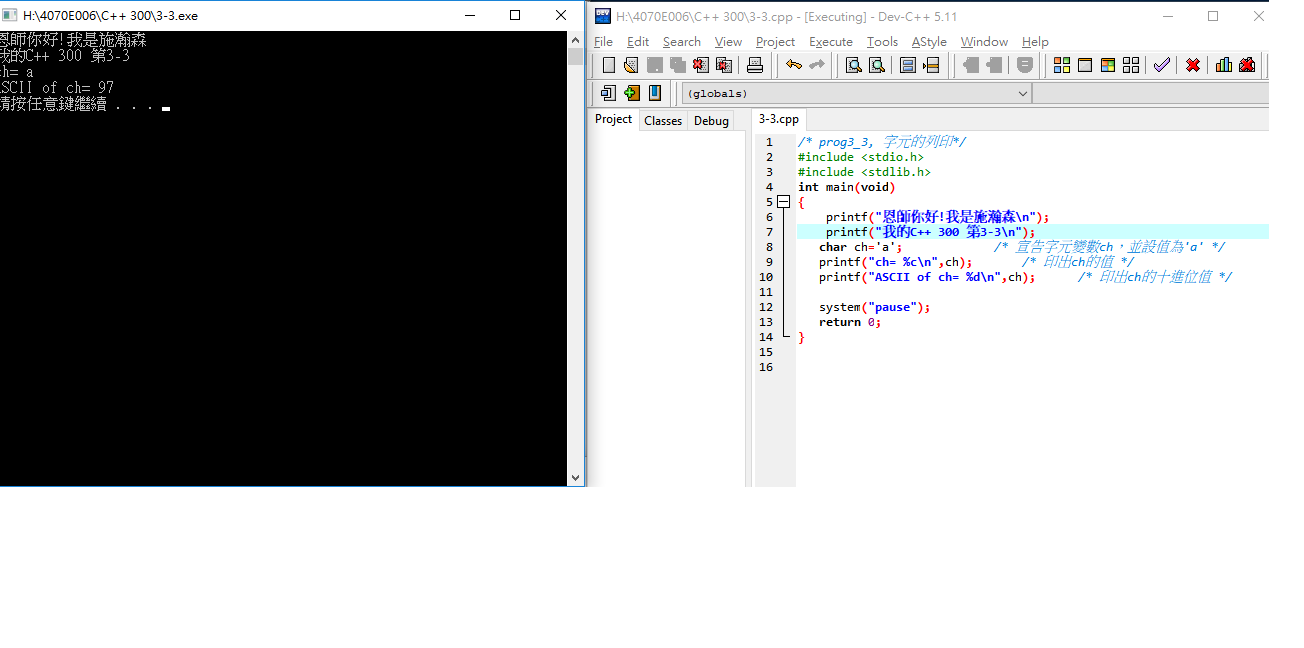 H:\4070E006\C++ 300\3-3.exe
恩師你好!我是施瀚森
我的C++ 300 第3-3
ch= a
ASCII of ch= 97
請按任意鍵繼續 . . .
H:\4070E006\C++ 300\3-3.cpp - [Executing] - Dev-C++ 5.11
File Edit Search View Project Execute Tools AStyle Window Help
(globals)
Project Classes Debug
3-3.cpp
1 /* prog3_3, 字元的列印*/
2 #include <stdio.h>
3 #include <stdlib.h>
4 int main(void)
5 {
6 printf("恩師你好!我是施瀚森\n");
7 printf("我的C++ 300 第3-3\n");
8 char ch='a'; /* 宣告字元變數ch，並設值為'a' */
9 printf("ch= %c\n",ch); /* 印出ch的值 */
10 printf("ASCII of ch= %d\n",ch); /* 印出ch的十進位值 */
11
12 system("pause");
13 return 0;
14 }
15
16